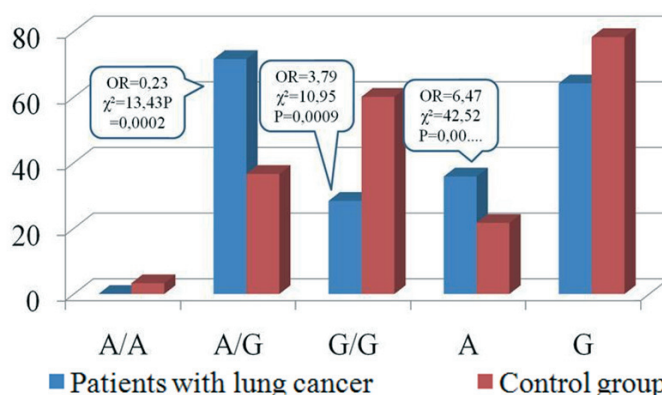 80
60
40
20
0
OR=0,23
χ²=13,43P
=0,0002
OR=3,79
χ²=10,95
P=0,0009
OR=6,47
χ²=42,52
P=0,00....
A/A A/G G/G A G
Patients with lung cancer Control group